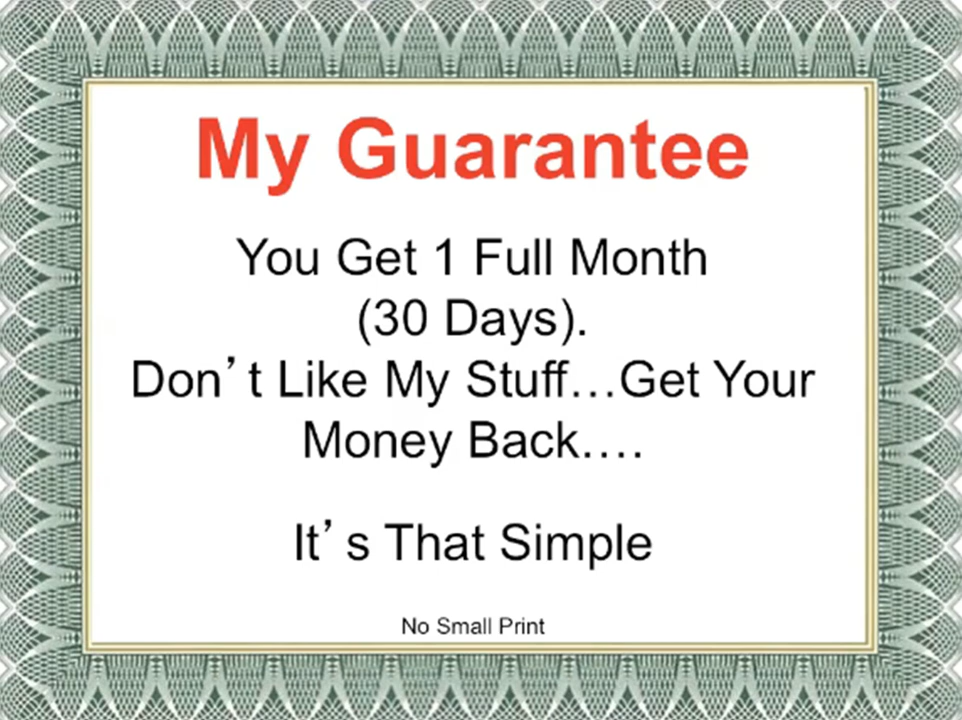 My Guarantee
You Get 1 Full Month
(30 Days).
Don’t Like My Stuff…Get Your
Money Back….
It’s That Simple
No Small Print